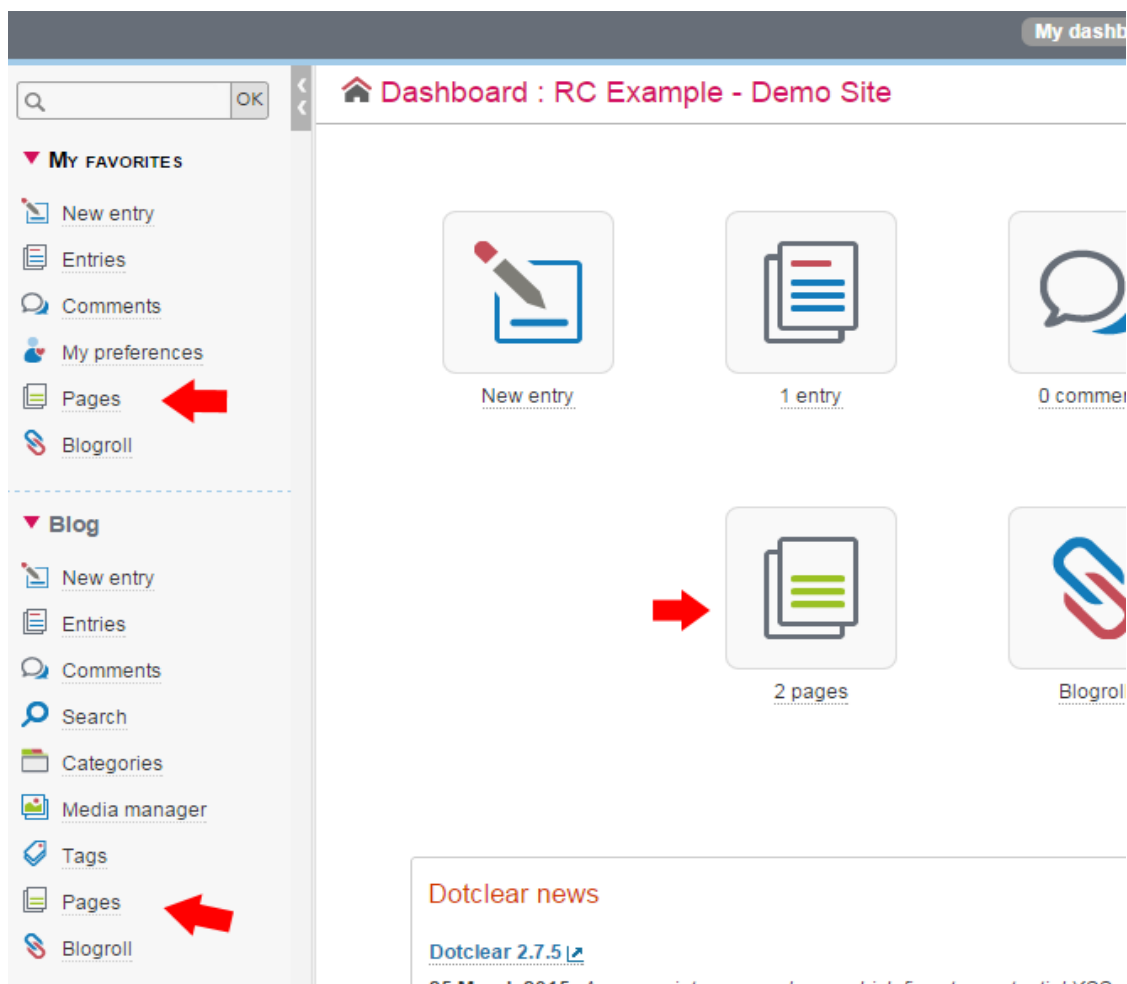 My dashb
OK
Dashboard : RC Example - Demo Site
MY FAVORITES
New entry
Entries
Comments
My preferences
Pages
Blogroll
New entry
1 entry
0 commen
Blog
New entry
Entries
Comments
Search
Categories
Media manager
Tags
Pages
Blogroll
2 pages
Blogroll
Dotclear news
Dotclear 2.7.5